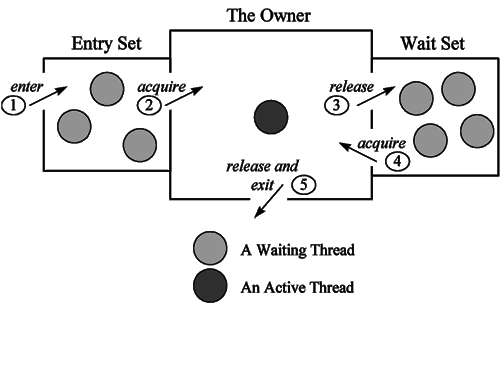 The Owner
Entry Set
Wait Set
enter
1
acquire
2
release
3
acquire
4
release and
exit 5
A Waiting Thread
An Active Thread